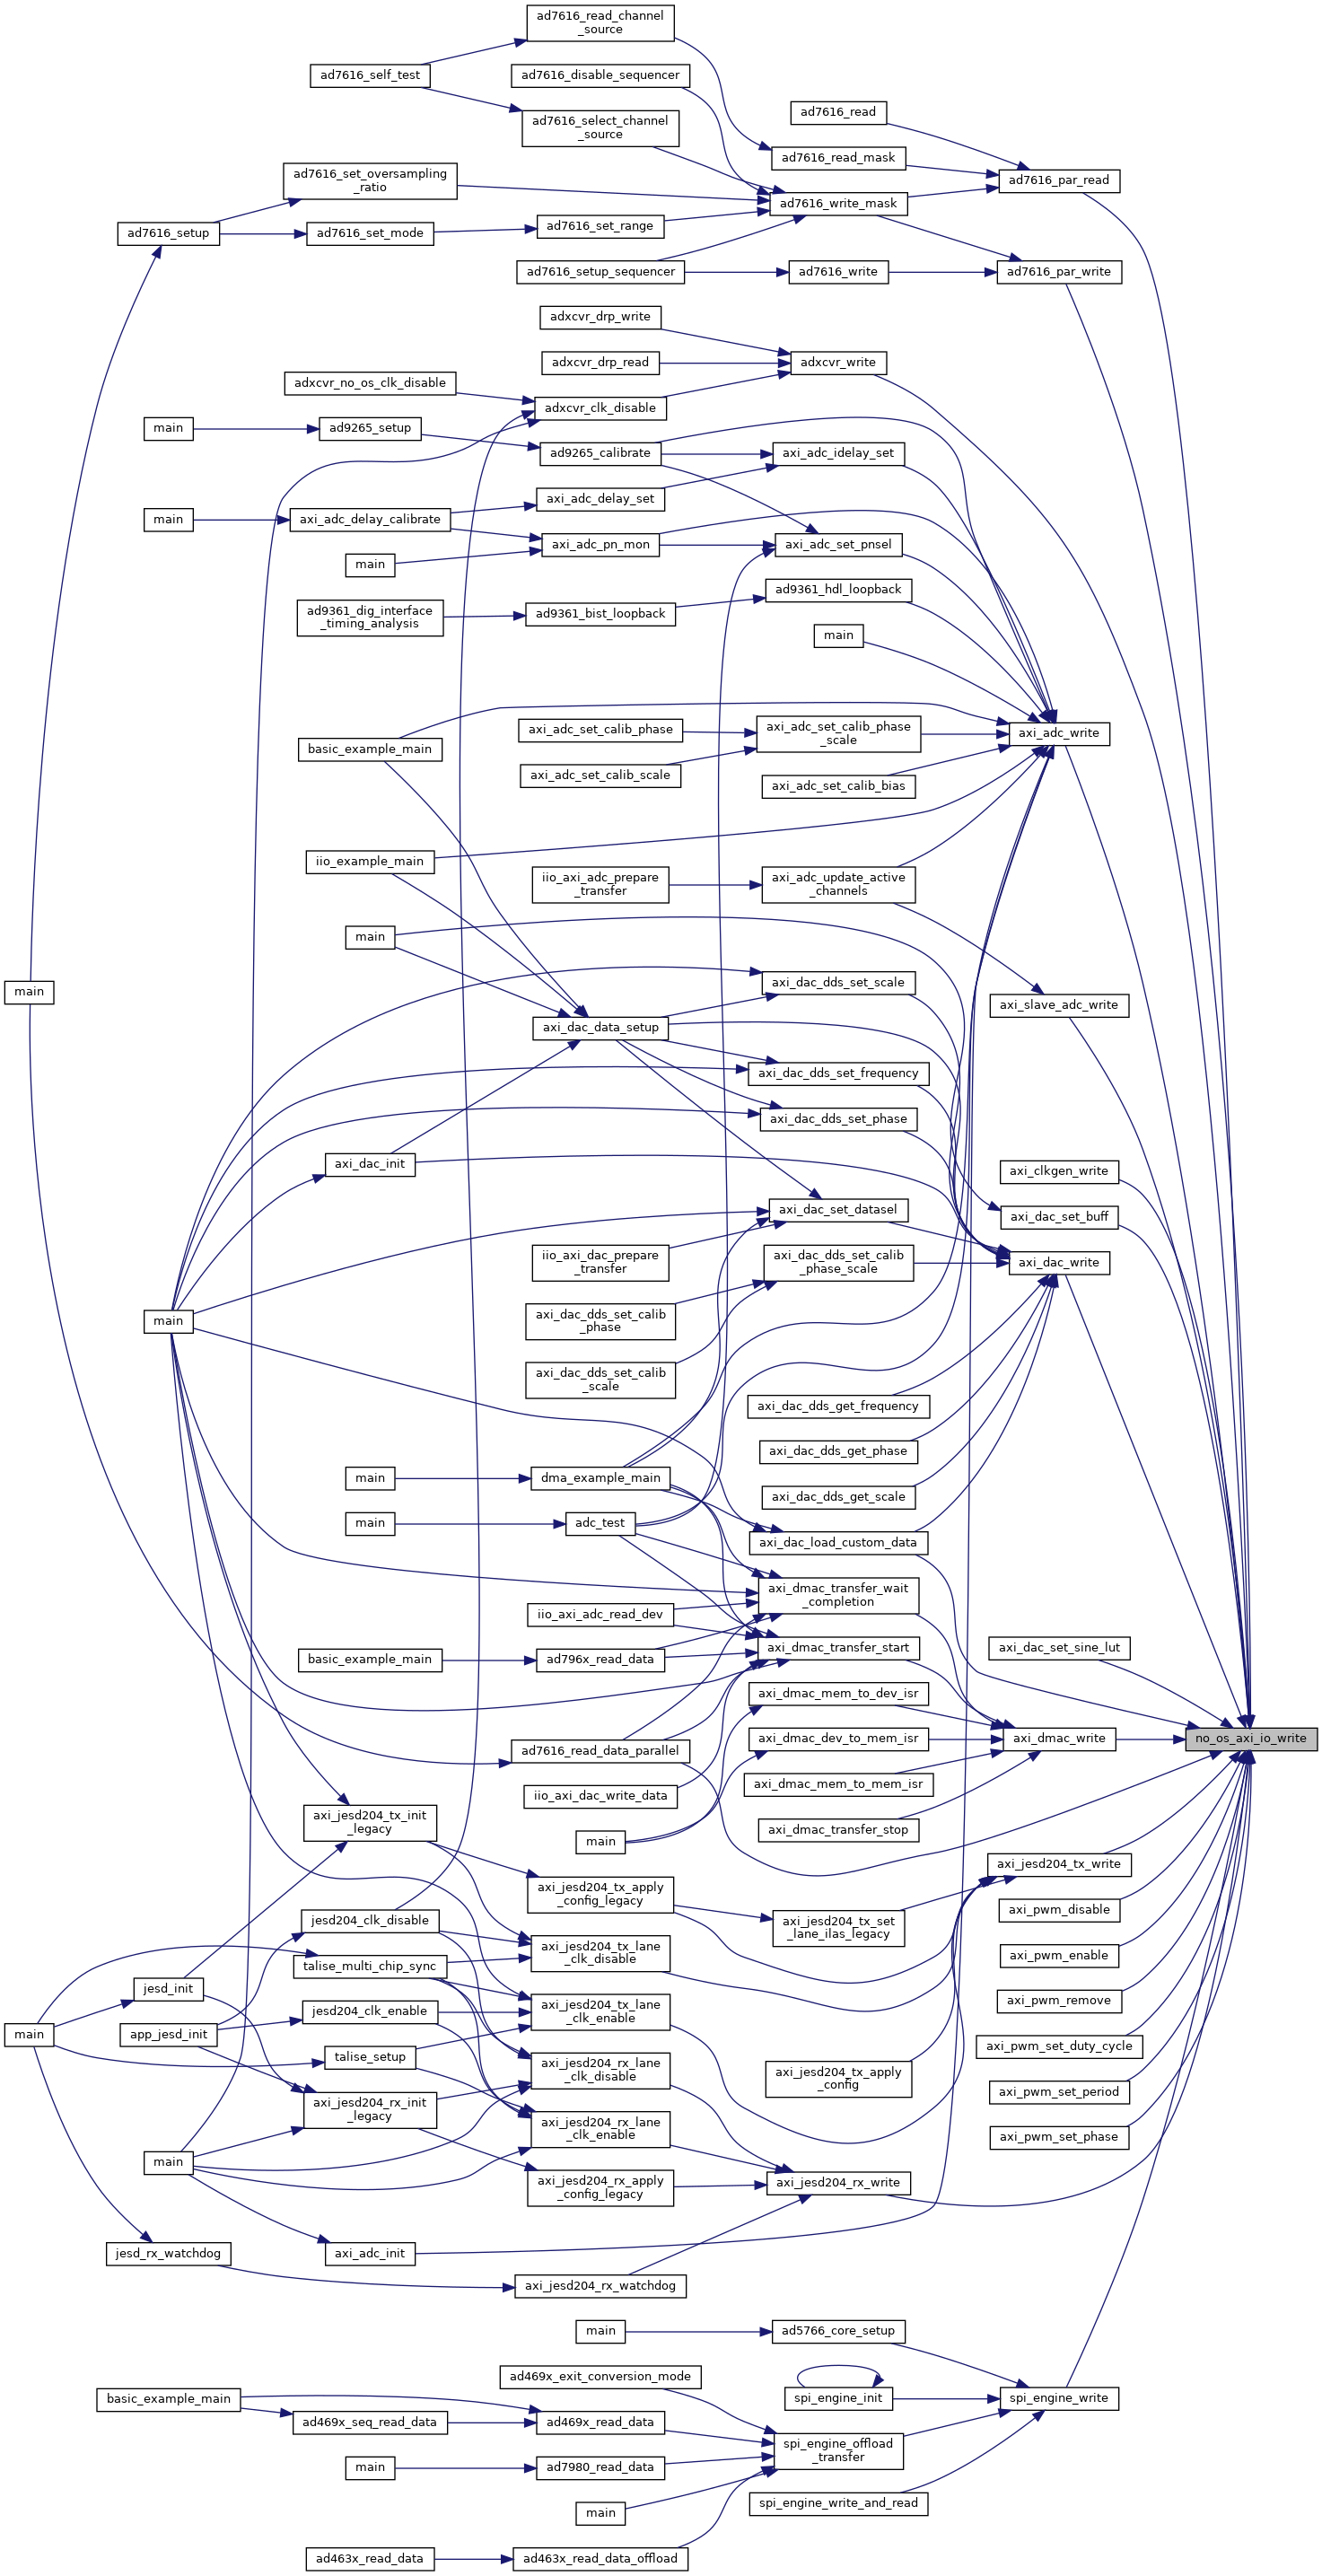 ad7616_read_channel
_source
ad7616_self_test
ad7616_disable_sequencer
ad7616_read
ad7616_select_channel
_source
ad7616_read_mask
ad7616_par_read
ad7616_set_oversampling
_ratio
ad7616_write_mask
ad7616_setup
ad7616_set_mode
ad7616_set_range
ad7616_setup_sequencer
ad7616_write
ad7616_par_write
adxcvr_drp_write
adxcvr_drp_read
adxcvr_write
adxcvr_no_os_clk_disable
adxcvr_clk_disable
main
ad9265_setup
ad9265_calibrate
axi_adc_idelay_set
axi_adc_delay_set
main
axi_adc_delay_calibrate
axi_adc_pn_mon
axi_adc_set_pnsel
main
ad9361_hdl_loopback
ad9361_dig_interface
_timing_analysis
ad9361_bist_loopback
main
axi_adc_set_calib_phase
axi_adc_set_calib_phase
_scale
axi_adc_write
basic_example_main
axi_adc_set_calib_scale
axi_adc_set_calib_bias
iio_example_main
iio_axi_adc_prepare
_transfer
axi_adc_update_active
_channels
main
axi_dac_dds_set_scale
main
axi_slave_adc_write
axi_dac_data_setup
axi_dac_dds_set_frequency
axi_dac_dds_set_phase
axi_dac_init
axi_clkgen_write
axi_dac_set_datasel
axi_dac_set_buff
iio_axi_dac_prepare
_transfer
axi_dac_dds_set_calib
_phase_scale
axi_dac_write
main
axi_dac_dds_set_calib
_phase
axi_dac_dds_set_calib
_scale
axi_dac_dds_get_frequency
axi_dac_dds_get_phase
main
dma_example_main
axi_dac_dds_get_scale
main
adc_test
axi_dac_load_custom_data
axi_dmac_transfer_wait
_completion
iio_axi_adc_read_dev
axi_dmac_transfer_start
axi_dac_set_sine_lut
basic_example_main
ad796x_read_data
axi_dmac_mem_to_dev_isr
ad7616_read_data_parallel
axi_dmac_dev_to_mem_isr
axi_dmac_write
no_os_axi_io_write
iio_axi_dac_write_data
axi_dmac_mem_to_mem_isr
axi_jesd204_tx_init
_legacy
main
axi_dmac_transfer_stop
axi_jesd204_tx_write
axi_jesd204_tx_apply
_config_legacy
axi_pwm_disable
jesd204_clk_disable
axi_jesd204_tx_set
_lane_ilas_legacy
talise_multi_chip_sync
axi_jesd204_tx_lane
_clk_disable
axi_pwm_enable
jesd_init
axi_pwm_remove
jesd204_clk_enable
axi_jesd204_tx_lane
_clk_enable
main
app_jesd_init
axi_pwm_set_duty_cycle
talise_setup
axi_jesd204_rx_lane
_clk_disable
axi_jesd204_tx_apply
_config
axi_pwm_set_period
axi_jesd204_rx_init
_legacy
axi_jesd204_rx_lane
_clk_enable
axi_pwm_set_phase
main
axi_jesd204_rx_apply
_config_legacy
axi_jesd204_rx_write
jesd_rx_watchdog
axi_adc_init
axi_jesd204_rx_watchdog
main
ad5766_core_setup
ad469x_exit_conversion_mode
spi_engine_init
spi_engine_write
basic_example_main
ad469x_seq_read_data
ad469x_read_data
spi_engine_offload
_transfer
main
ad7980_read_data
main
spi_engine_write_and_read
ad463x_read_data
ad463x_read_data_offload